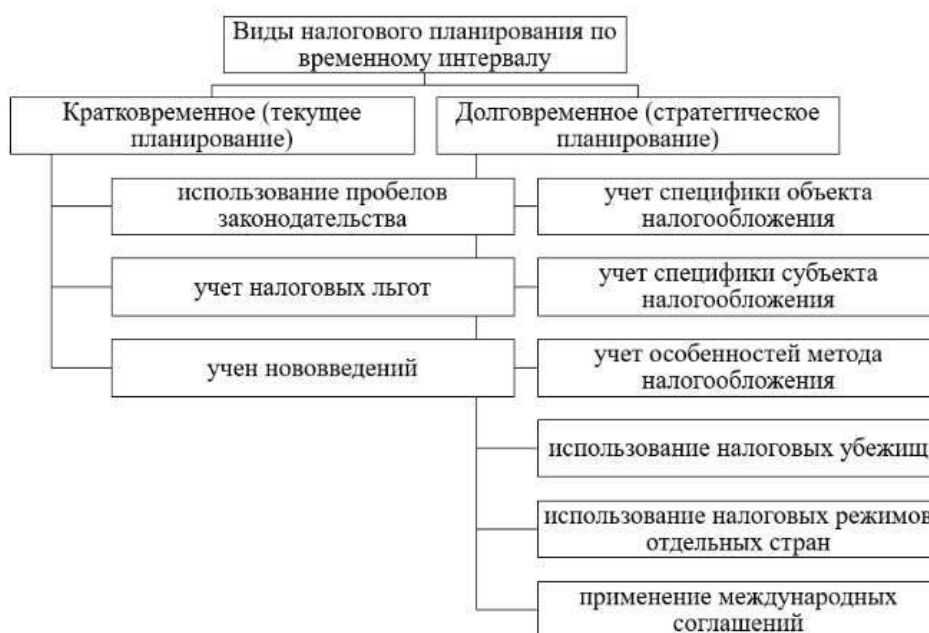 Виды налогового планирования по
временному интервалу
Кратковременное (текущее
планирование)
Долговременное (стратегическое
планирование)
использование пробелов
законодательства
учет налоговых льгот
учен нововведений
учет специфики объекта
налогообложения
учет специфики субъекта
налогообложения
учет особенностей метода
налогообложения
использование налоговых убежищ
использование налоговых режимов
отдельных стран
применение международных
соглашений